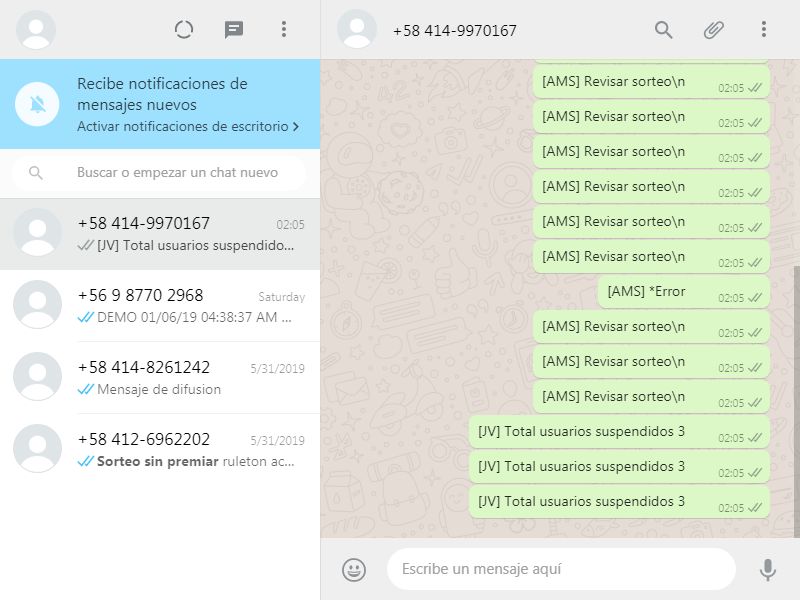 Recibe notificaciones de
mensajes nuevos
Activar notificaciones de escritorio
Buscar o empezar un chat nuevo
+58 414-9970167
02:05
[JV] Total usuarios suspendido...
+56 9 8770 2968
Saturday
DEMO 01/06/19 04:38:37 AM ...
+58 414-8261242
5/31/2019
Mensaje de difusion
+58 412-6962202
5/31/2019
Sorteo sin premiar ruleton ac...
+58 414-9970167
[AMS] Revisar sorteo\n
02:05
[AMS] Revisar sorteo\n
02:05
[AMS] Revisar sorteo\n
02:05
[AMS] Revisar sorteo\n
02:05
[AMS] Revisar sorteo\n
02:05
[AMS] Revisar sorteo\n
02:05
[AMS] *Error
02:05
[AMS] Revisar sorteo\n
02:05
[AMS] Revisar sorteo\n
02:05
[AMS] Revisar sorteo\n
02:05
[JV] Total usuarios suspendidos 3
02:05
[JV] Total usuarios suspendidos 3
02:05
[JV] Total usuarios suspendidos 3
02:05
Escribe un mensaje aquí